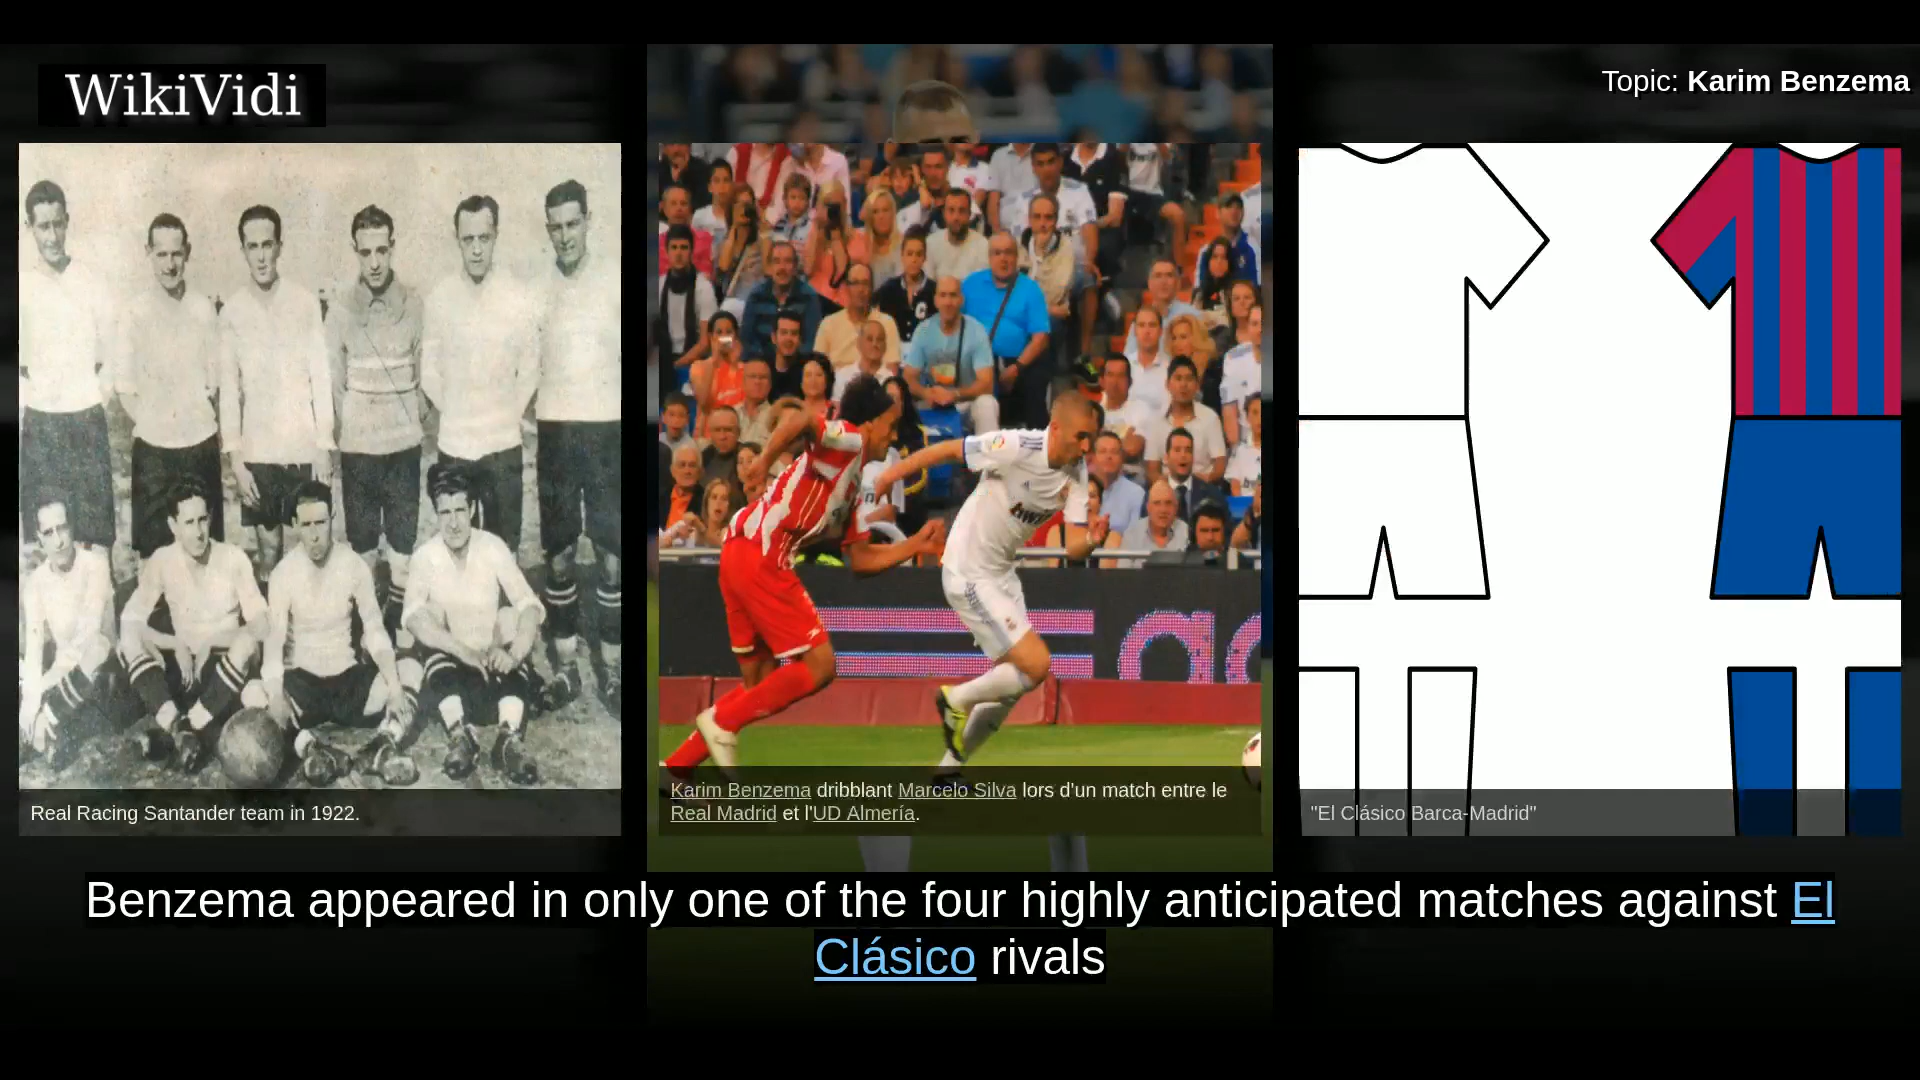 WikiVidi
Topic: Karim Benzema
Real Racing Santander team in 1922.
bwin
Karim Benzema dribblant Marcelo Silva lors d'un match entre le
Real Madrid et l'UD Almería.
"El Clásico Barca-Madrid"
Benzema appeared in only one of the four highly anticipated matches against El
Clásico rivals